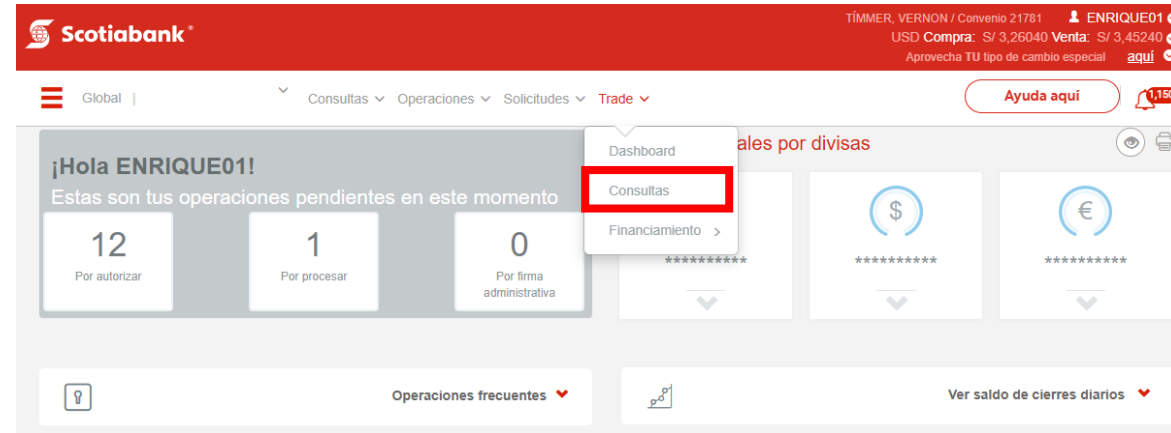 Scotiabank
TÍMMER, VERNON / Convenio 21781 ENRIQUE01
USD Compra: S/ 3,26040 Venta: S/ 3,45240
Aprovecha TU tipo de cambio especial aquí
Global |
Consultas Operaciones Solicitudes Trade
Ayuda aquí
1,150
¡Hola ENRIQUE01!
Estas son tus operaciones pendientes en este momento
12
Por autorizar
1
Por procesar
0
Por firma
administrativa
Dashboard
Consultas
Financiamiento >
ales por divisas
$
€
**********
**********
**********
Operaciones frecuentes
Ver saldo de cierres diarios